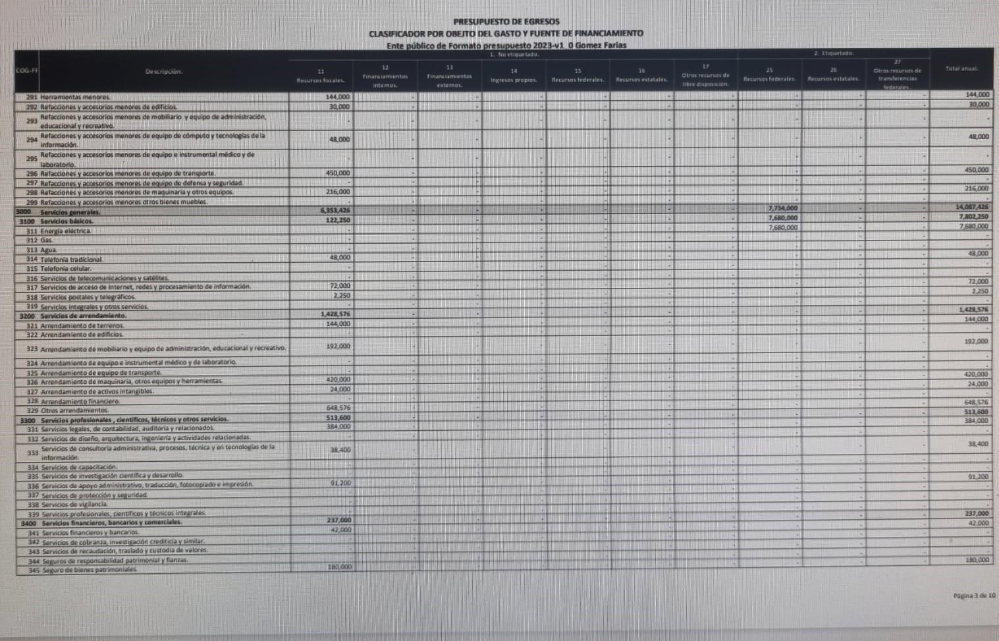 PRESUPUESTO DE EGRESOS
CLASIFICADOR POR OBEJTO DEL GASTO Y FUENTE DE FINANCIAMIENTO
Ente público de Formato presupuesto 2023-v1_0 Gomez Farias
1. No etiquetado. 2. Etiquetado.
COG-FF Descripción. 11 Recursos fiscales. 12 Financiamientos internos. 13 Financiamientos externos. 14 Ingresos propios. 15 Recursos federales. 16 Recursos estatales. 17 Otros recursos de libre disposición. 25 Recursos federales. 26 Recursos estatales. 27 Otros recursos de transferencias federales. Total anual.
291 Herramientas menores. 144,000 - - - - - - - - - 144,000
292 Refacciones y accesorios menores de edificios. 30,000 - - - - - - - - - 30,000
293 Refacciones y accesorios menores de mobiliario y equipo de administración, educacional y recreativo. - - - - - - - - - - -
294 Refacciones y accesorios menores de equipo de cómputo y tecnologías de la información. 48,000 - - - - - - - - - 48,000
295 Refacciones y accesorios menores de equipo e instrumental médico y de laboratorio. - - - - - - - - - - -
296 Refacciones y accesorios menores de equipo de transporte. 450,000 - - - - - - - - - 450,000
297 Refacciones y accesorios menores de equipo de defensa y seguridad. - - - - - - - - - - -
298 Refacciones y accesorios menores de maquinaria y otros equipos. 216,000 - - - - - - - - - 216,000
299 Refacciones y accesorios menores otros bienes muebles. - - - - - - - - - - -
3000 Servicios generales. 6,353,426 - - - - - - 7,734,000 - - 14,087,426
3100 Servicios básicos. 122,250 - - - - - - 7,680,000 - - 7,802,250
311 Energía eléctrica. - - - - - - - 7,680,000 - - 7,680,000
312 Gas. - - - - - - - - - - -
313 Agua. - - - - - - - - - - -
314 Telefonía tradicional. 48,000 - - - - - - - - - 48,000
315 Telefonía celular. - - - - - - - - - - -
316 Servicios de telecomunicaciones y satélites. - - - - - - - - - - -
317 Servicios de acceso de Internet, redes y procesamiento de información. 72,000 - - - - - - - - - 72,000
318 Servicios postales y telegráficos. 2,250 - - - - - - - - - 2,250
319 Servicios integrales y otros servicios. - - - - - - - - - - -
3200 Servicios de arrendamiento. 1,428,576 - - - - - - - - - 1,428,576
321 Arrendamiento de terrenos. 144,000 - - - - - - - - - 144,000
322 Arrendamiento de edificios. - - - - - - - - - - -
323 Arrendamiento de mobiliario y equipo de administración, educacional y recreativo. 192,000 - - - - - - - - - 192,000
324 Arrendamiento de equipo e instrumental médico y de laboratorio. - - - - - - - - - - -
325 Arrendamiento de equipo de transporte. - - - - - - - - - - -
326 Arrendamiento de maquinaria, otros equipos y herramientas. 420,000 - - - - - - - - - 420,000
327 Arrendamiento de activos intangibles. 24,000 - - - - - - - - - 24,000
328 Arrendamiento financiero. - - - - - - - - - - -
329 Otros arrendamientos. 648,576 - - - - - - - - - 648,576
3300 Servicios profesionales , científicos, técnicos y otros servicios. 513,600 - - - - - - - - - 513,600
331 Servicios legales, de contabilidad, auditoría y relacionados. 384,000 - - - - - - - - - 384,000
332 Servicios de diseño, arquitectura, ingeniería y actividades relacionadas. - - - - - - - - - - -
333 Servicios de consultoría administrativa, procesos, técnica y en tecnologías de la información. 38,400 - - - - - - - - - 38,400
334 Servicios de capacitación. - - - - - - - - - - -
335 Servicios de investigación científica y desarrollo. - - - - - - - - - - -
336 Servicios de apoyo administrativo, traducción, fotocopiado e impresión. 91,200 - - - - - - - - - 91,200
337 Servicios de protección y seguridad. - - - - - - - - - - -
338 Servicios de vigilancia. - - - - - - - - - - -
339 Servicios profesionales, científicos y técnicos integrales. - - - - - - - - - - -
3400 Servicios financieros, bancarios y comerciales. 237,000 - - - - - - - - - 237,000
341 Servicios financieros y bancarios. 42,000 - - - - - - - - - 42,000
342 Servicios de cobranza, investigación crediticia y similar. - - - - - - - - - - -
343 Servicios de recaudación, traslado y custodia de valores. - - - - - - - - - - -
344 Seguros de responsabilidad patrimonial y fianzas. - - - - - - - - - - -
345 Seguro de bienes patrimoniales. 180,000 - - - - - - - - - 180,000
Página 3 de 10